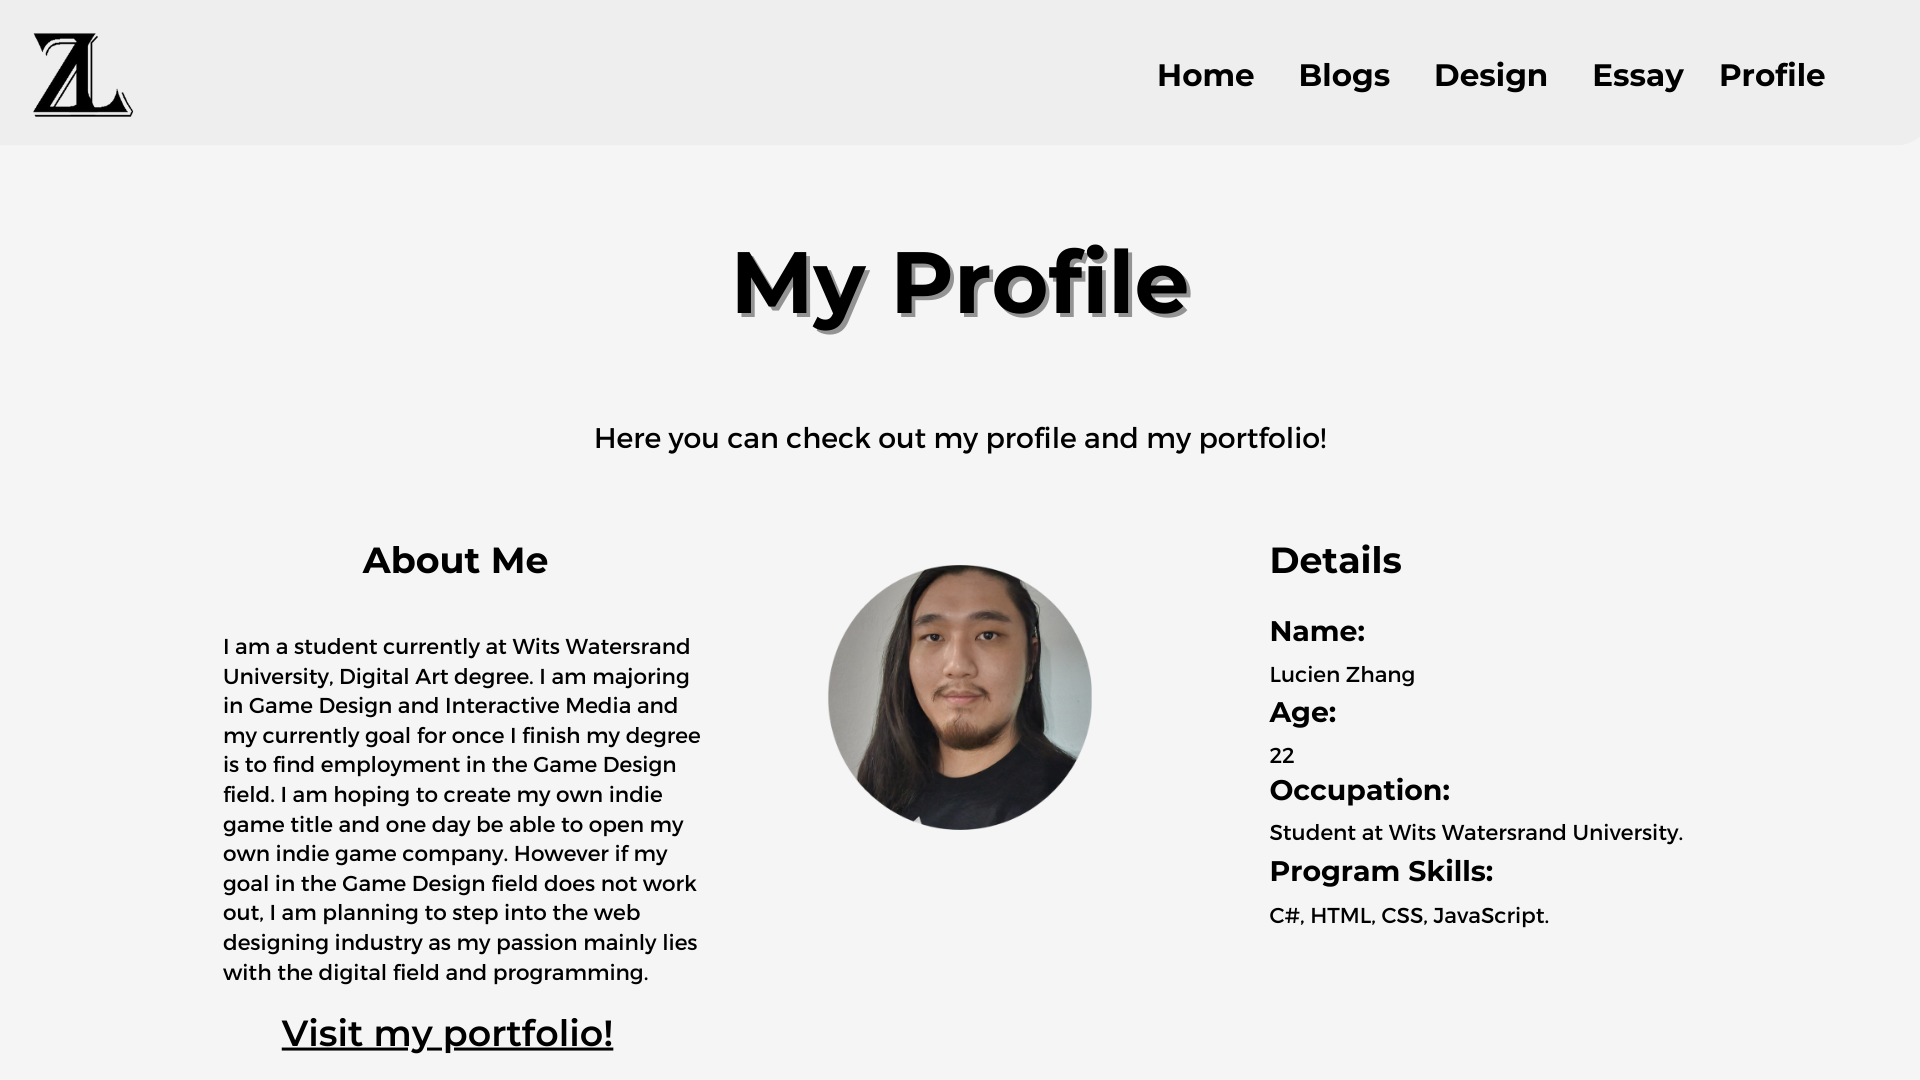 ZL
Home Blogs Design Essay Profile
My Profile
Here you can check out my profile and my portfolio!
About Me
I am a student currently at Wits Watersrand
University, Digital Art degree. I am majoring
in Game Design and Interactive Media and
my currently goal for once I finish my degree
is to find employment in the Game Design
field. I am hoping to create my own indie
game title and one day be able to open my
own indie game company. However if my
goal in the Game Design field does not work
out, I am planning to step into the web
designing industry as my passion mainly lies
with the digital field and programming.
Visit my portfolio!
Details
Name:
Lucien Zhang
Age:
22
Occupation:
Student at Wits Watersrand University.
Program Skills:
C#, HTML, CSS, JavaScript.